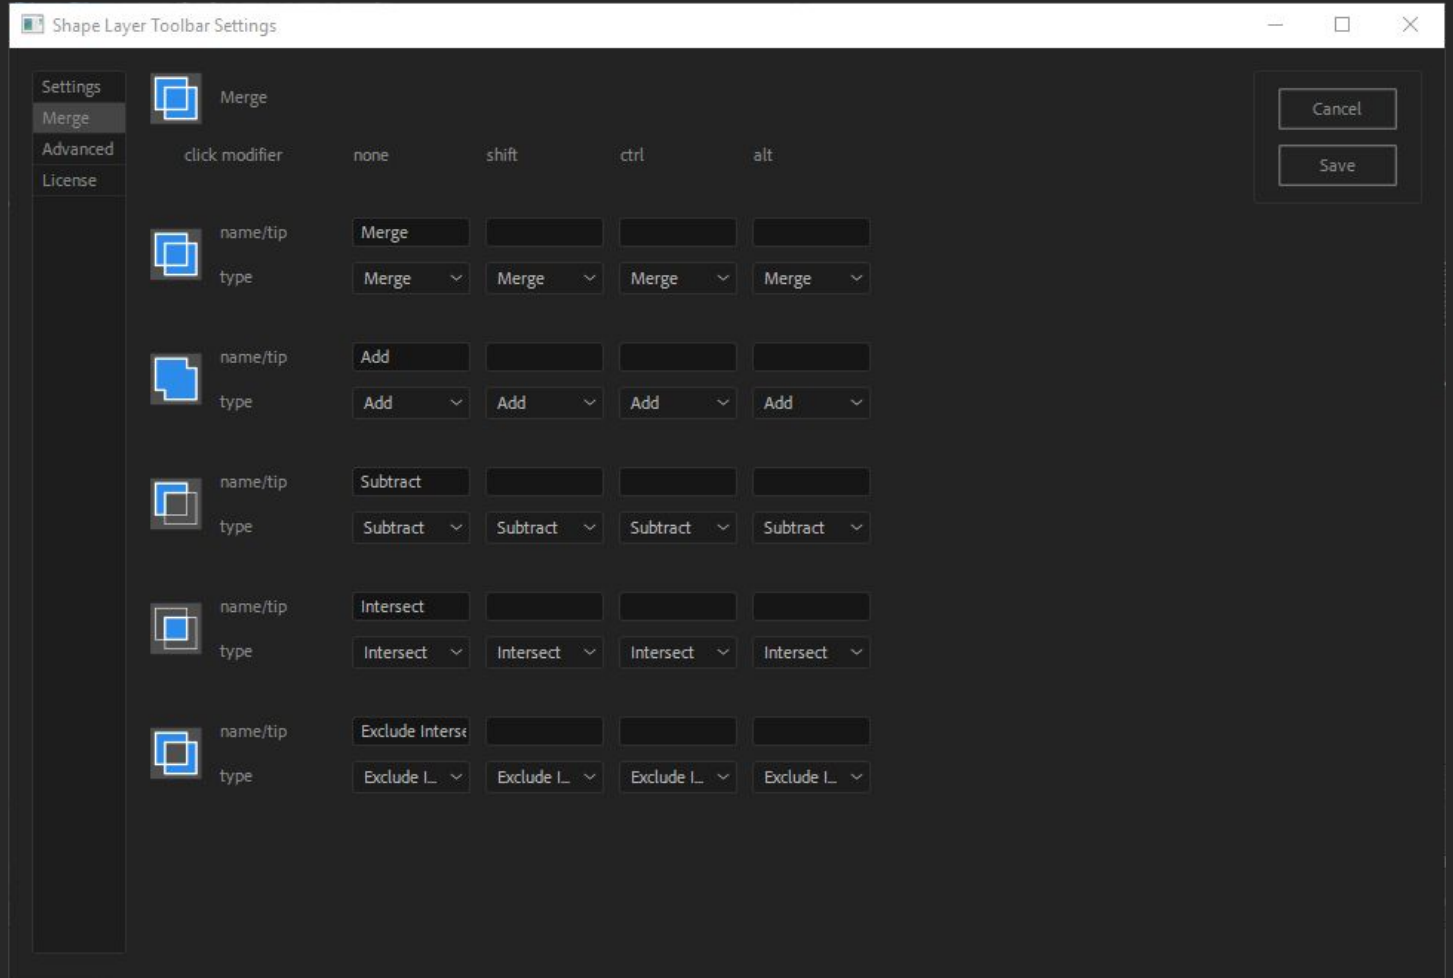 Shape Layer Toolbar Settings
Settings
Merge
Advanced
License
Merge
Cancel
Save
click modifier none shift ctrl alt
name/tip Merge
type Merge Merge Merge Merge
name/tip Add
type Add Add Add Add
name/tip Subtract
type Subtract Subtract Subtract Subtract
name/tip Intersect
type Intersect Intersect Intersect Intersect
name/tip Exclude Interse
type Exclude I... Exclude I... Exclude I... Exclude I...